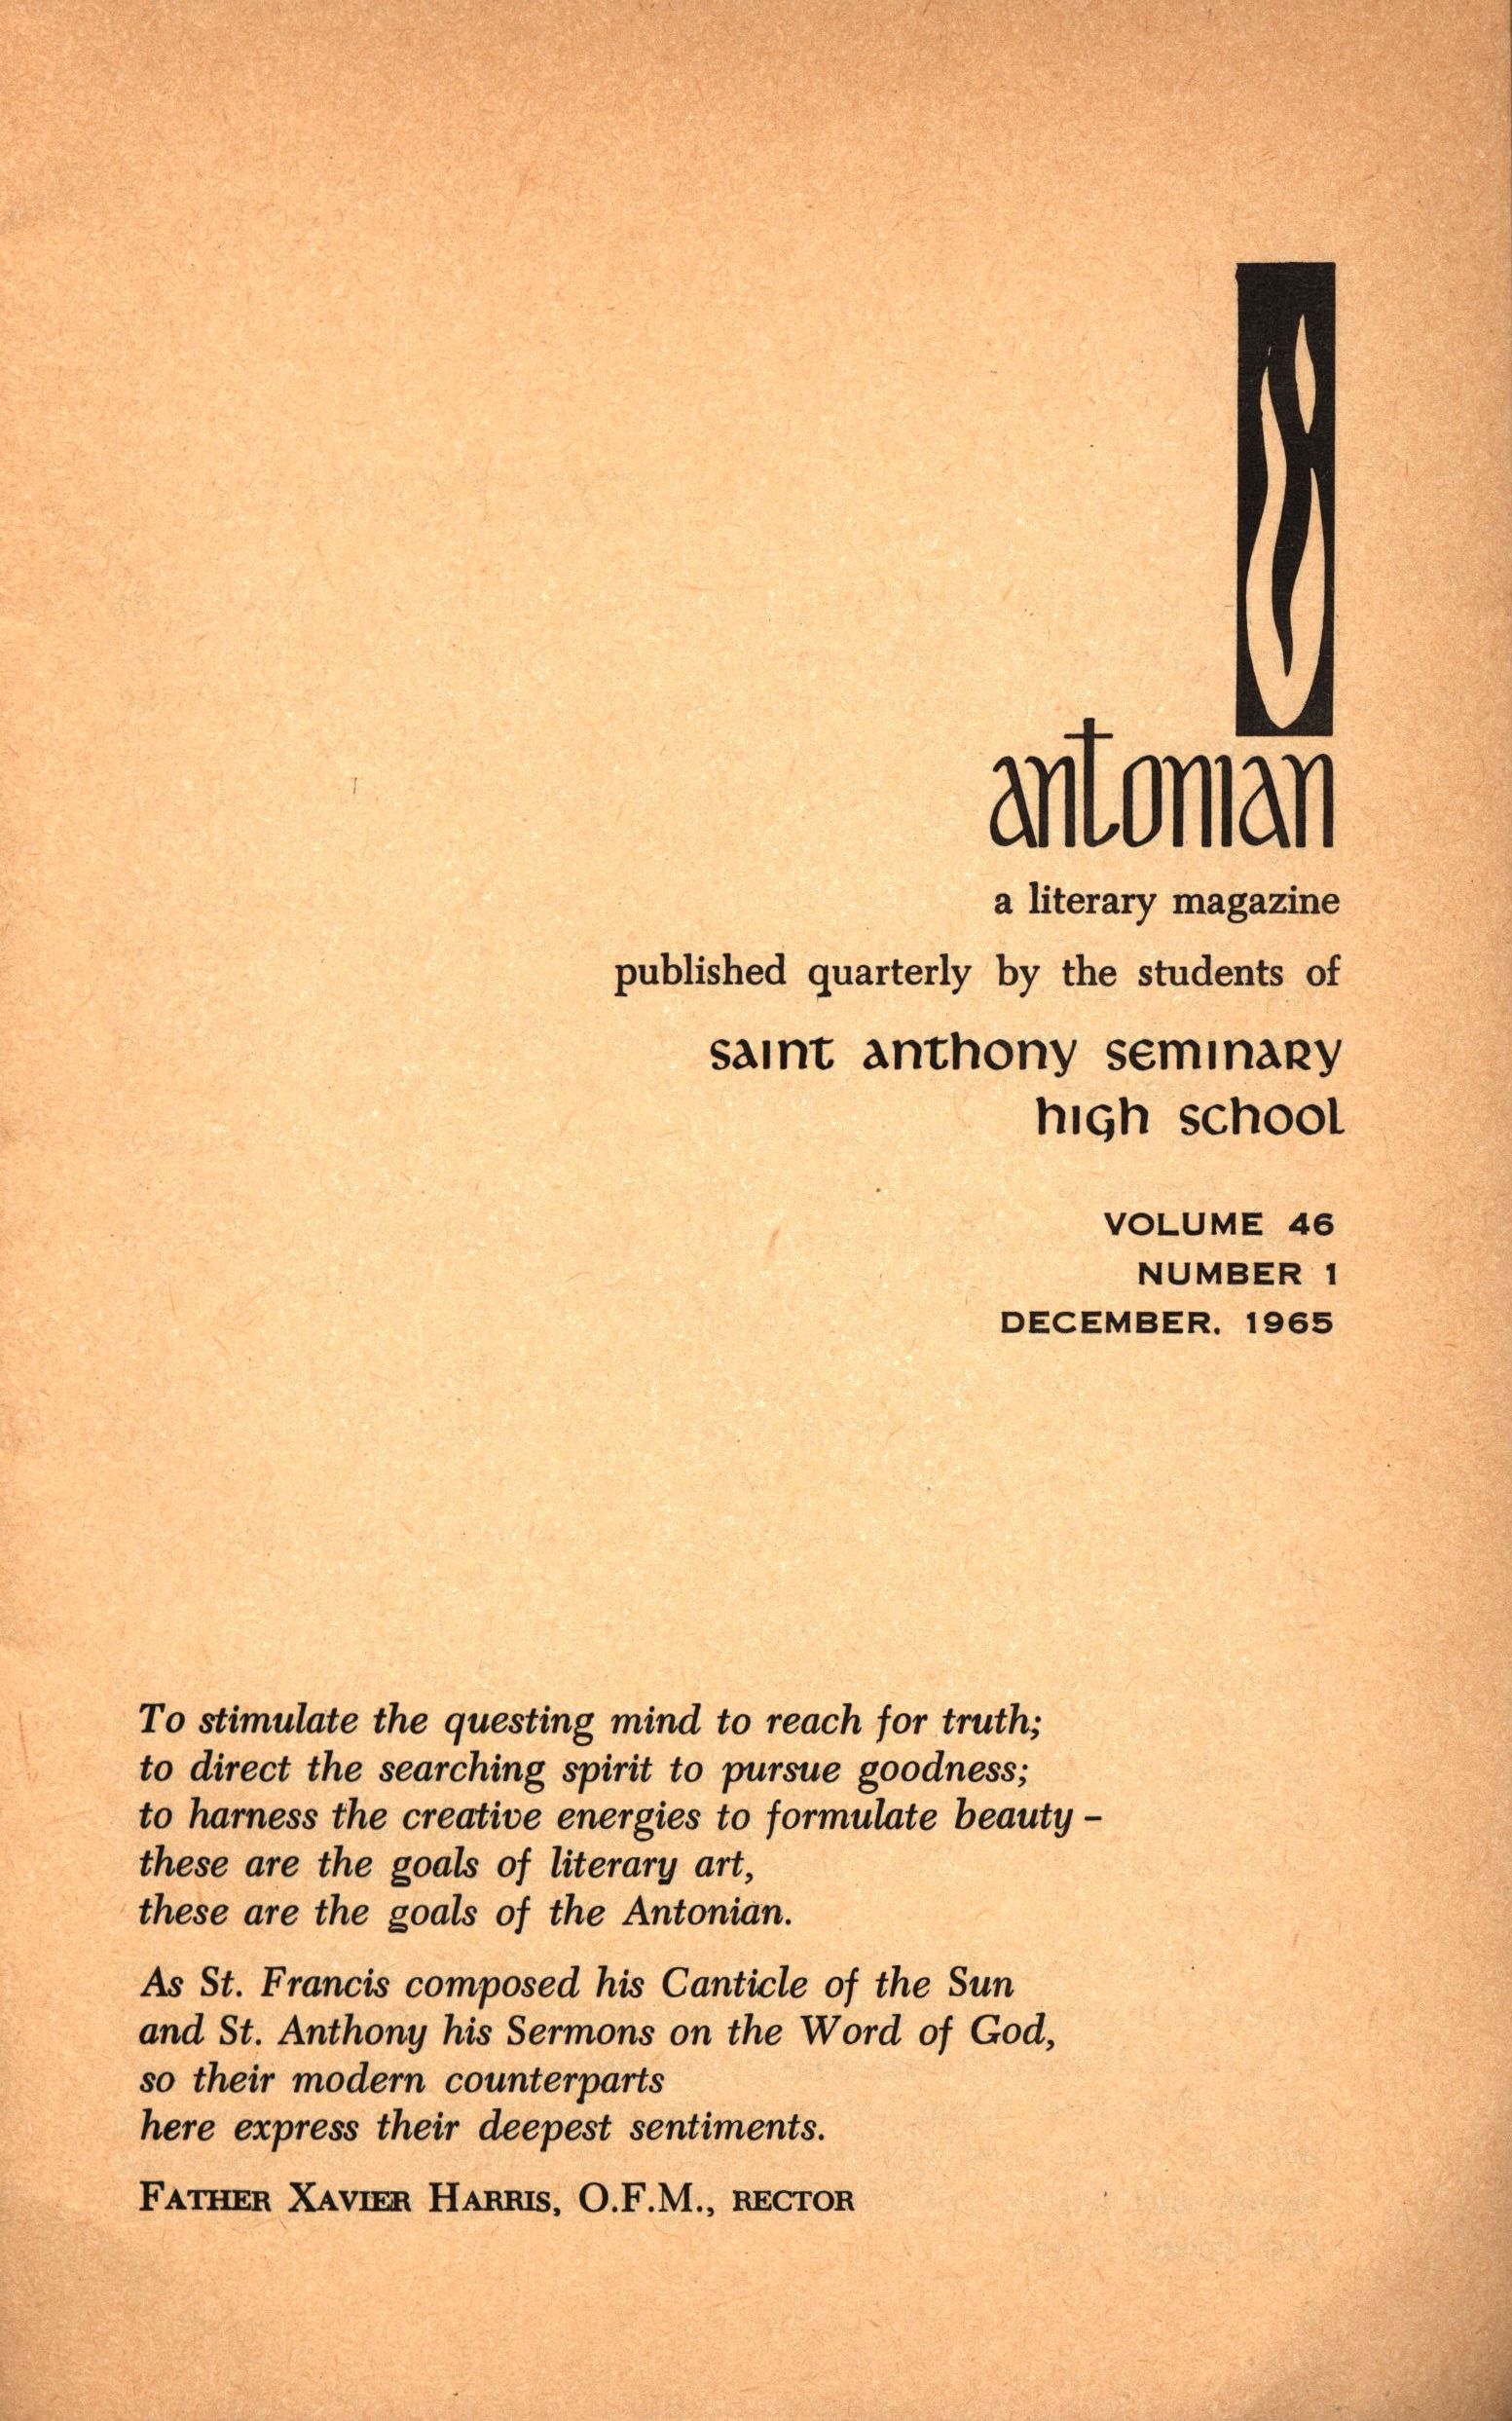 antonian
a literary magazine
published quarterly by the students of
saint anthony seminary
high school
VOLUME 46
NUMBER 1
DECEMBER. 1965
To stimulate the questing mind to reach for truth;
to direct the searching spirit to pursue goodness;
to harness the creative energies to formulate beauty –
these are the goals of literary art,
these are the goals of the Antonian.
As St. Francis composed his Canticle of the Sun
and St. Anthony his Sermons on the Word of God,
so their modern counterparts
here express their deepest sentiments.
FATHER XAVIER HARRIS, O.F.M., RECTOR